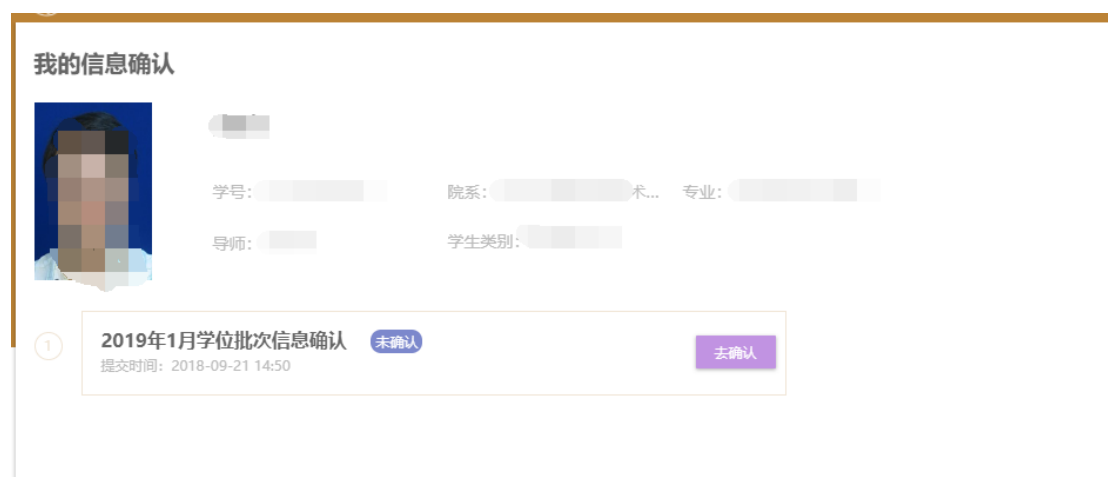 我的信息确认
学号: 院系: 术... 专业:
导师: 学生类别:
2019年1月学位批次信息确认 未确认
1 去确认
提交时间: 2018-09-21 14:50